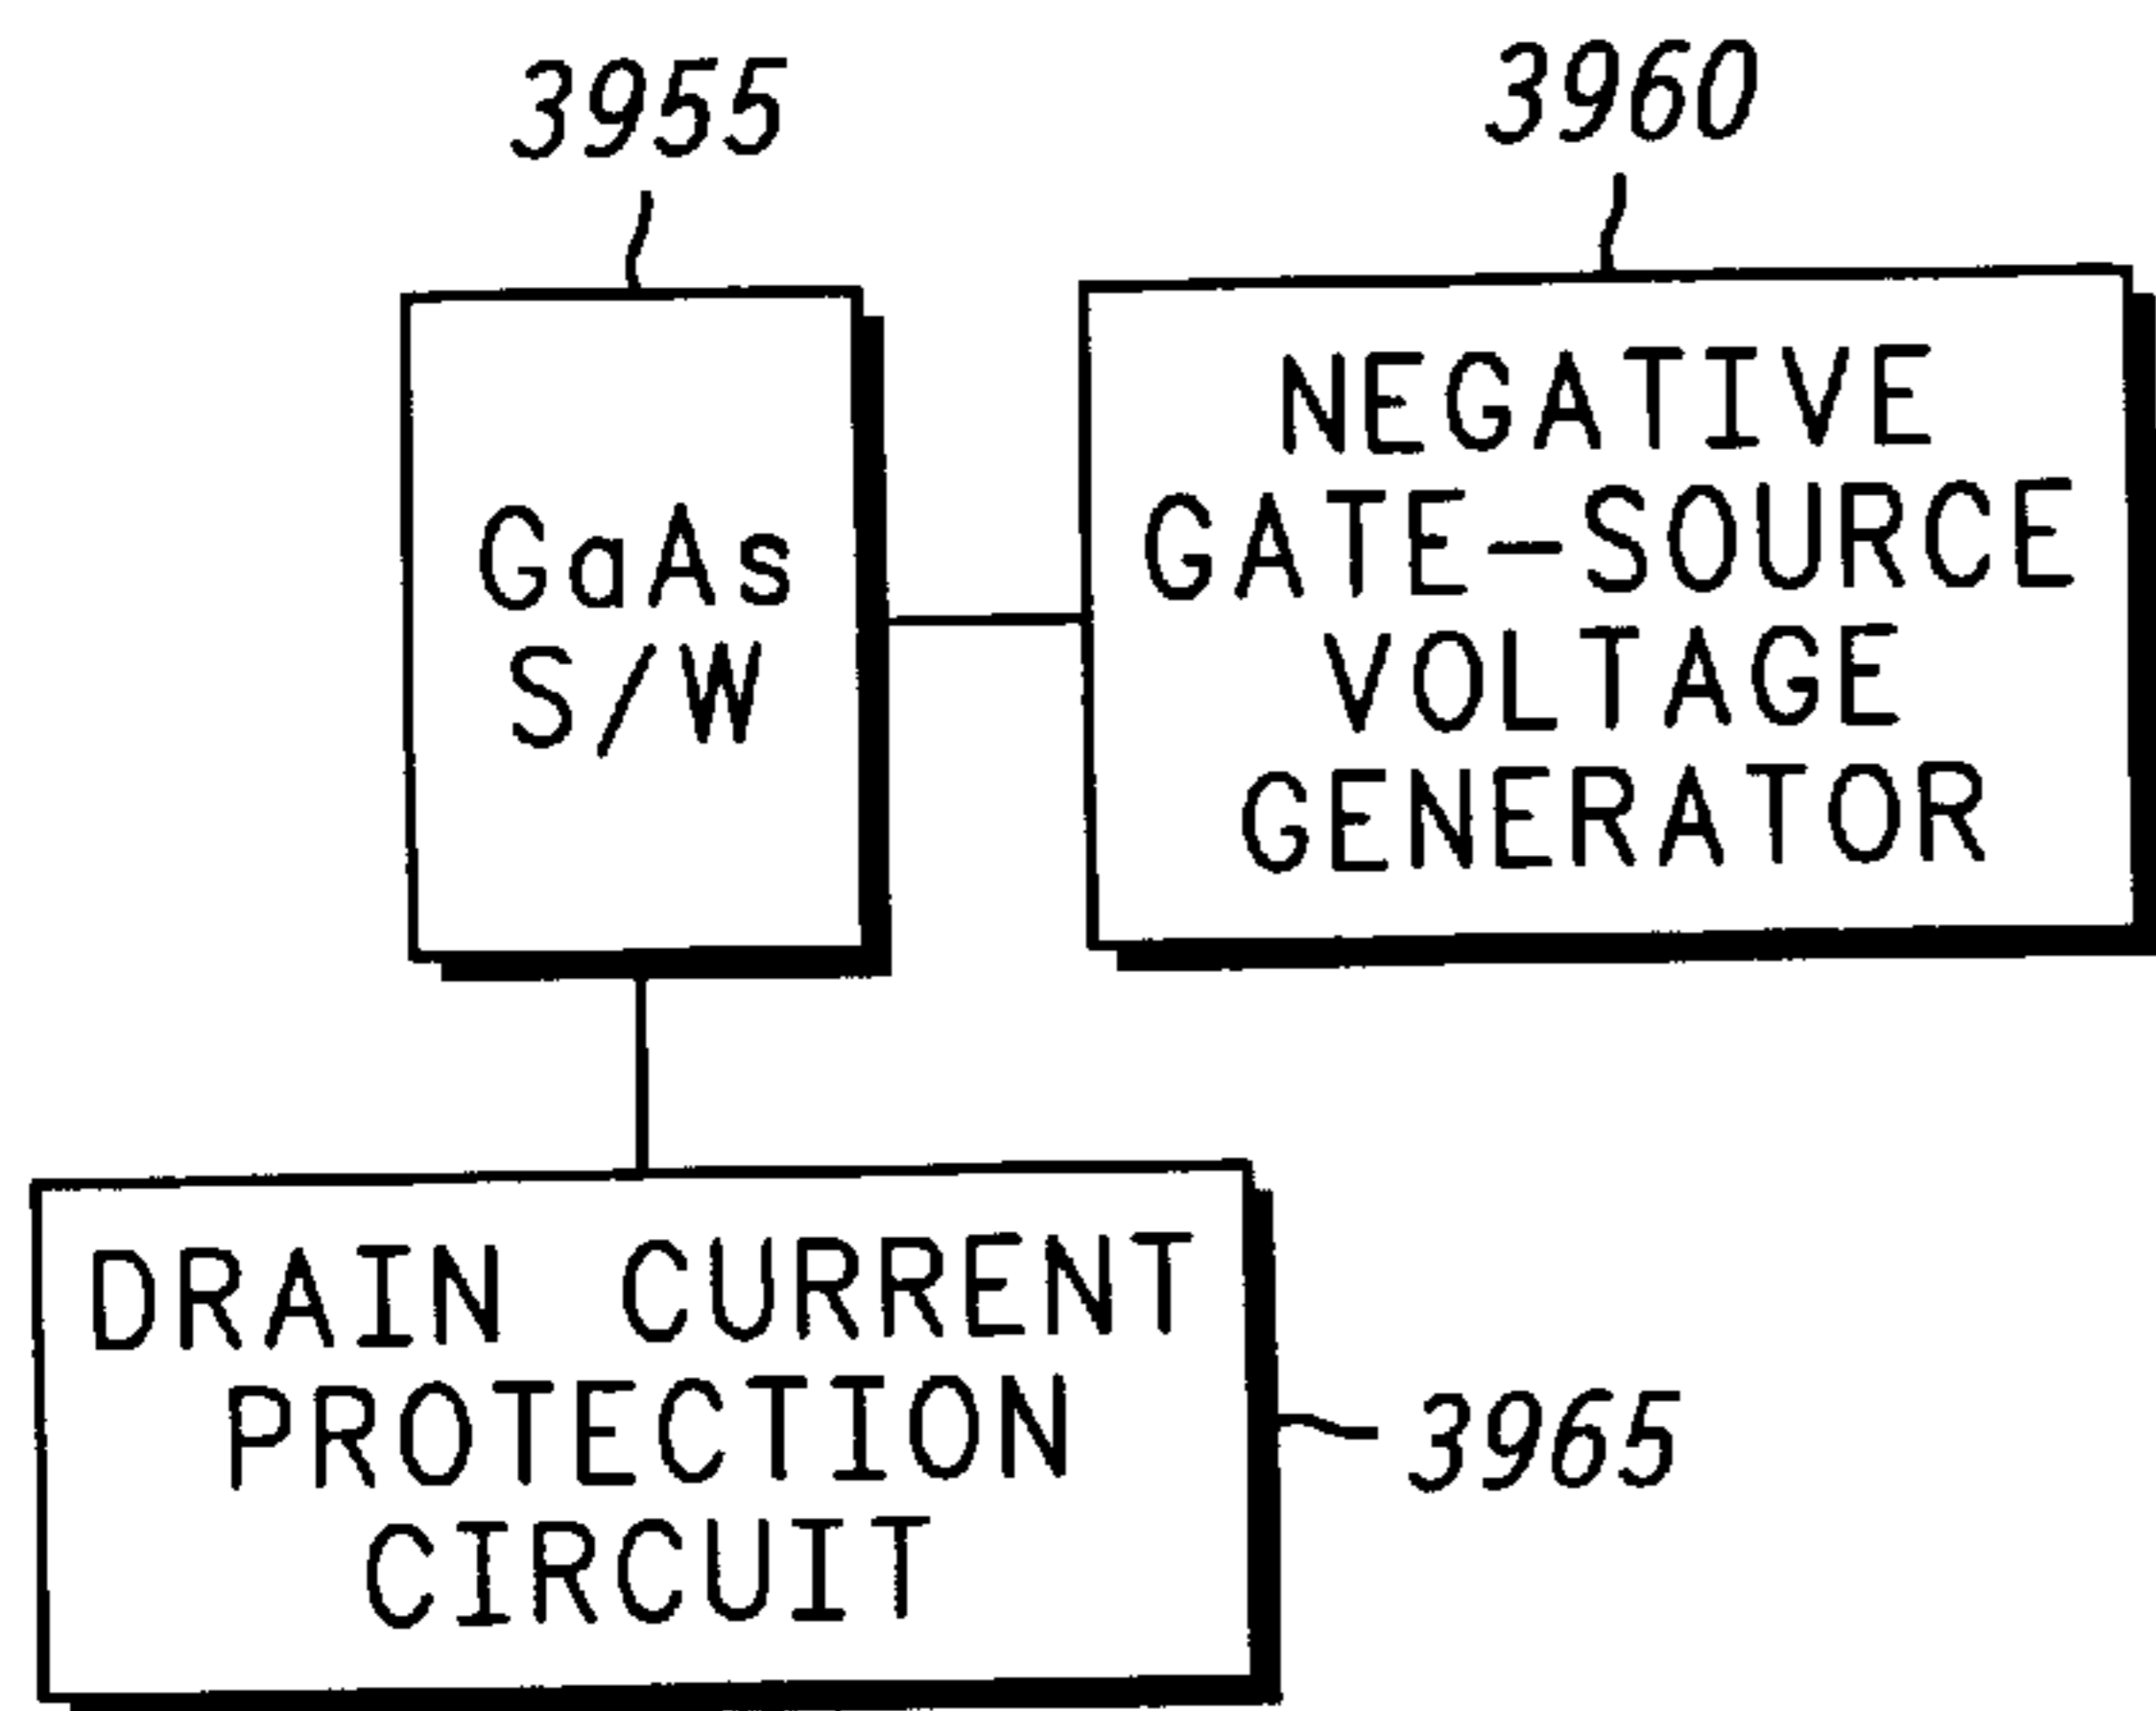 3955
3960
GaAs
S/W
NEGATIVE
GATE-SOURCE
VOLTAGE
GENERATOR
DRAIN CURRENT
PROTECTION
CIRCUIT
3965